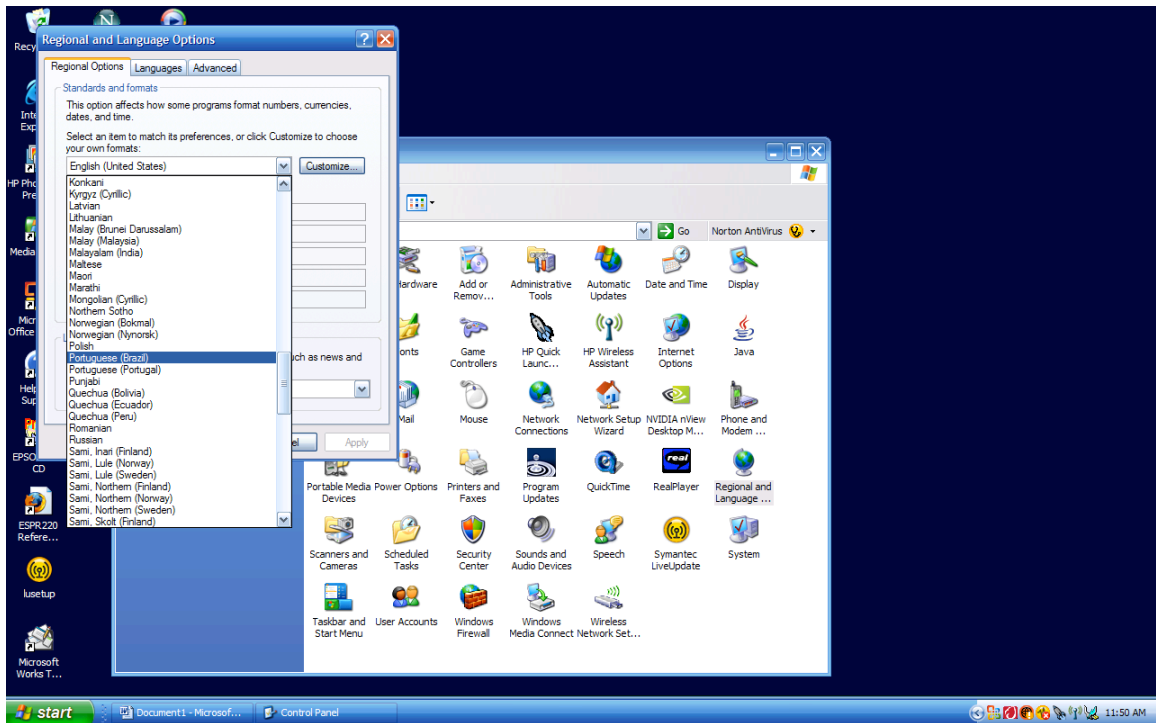 Recy
Inte
Exp
HP Pho
Pre
Media
Micr
Office
Help
Sup
EPSO
CD
ESPR220
Refere...
lusetup
Microsoft
Works T...
Regional and Language Options
Regional Options
Languages
Advanced
Standards and formats
This option affects how some programs format numbers, currencies,
dates, and time.
Select an item to match its preferences, or click Customize to choose
your own formats:
English (United States)
Customize...
Konkani
Kyrgyz (Cyrillic)
Latvian
Lithuanian
Malay (Brunei Darussalam)
Malay (Malaysia)
Malayalam (India)
Maltese
Maori
Marathi
Mongolian (Cyrillic)
Northern Sotho
Norwegian (Bokmal)
Norwegian (Nynorsk)
Polish
Portuguese (Brazil)
Portuguese (Portugal)
Punjabi
Quechua (Bolivia)
Quechua (Ecuador)
Quechua (Peru)
Romanian
Russian
Sami, Inari (Finland)
Sami, Lule (Norway)
Sami, Lule (Sweden)
Sami, Northern (Finland)
Sami, Northern (Norway)
Sami, Northern (Sweden)
Sami, Skolt (Finland)
uch as news and
el
Apply
Go
Norton AntiVirus
ardware
Add or
Remov...
Administrative
Tools
Automatic
Updates
Date and Time
Display
onts
Game
Controllers
HP Quick
Launc...
HP Wireless
Assistant
Internet
Options
Java
Mail
Mouse
Network
Connections
Network Setup
Wizard
NVIDIA nView
Desktop M...
Phone and
Modem ...
Portable Media
Devices
Power Options
Printers and
Faxes
Program
Updates
QuickTime
real
RealPlayer
Regional and
Language ...
Scanners and
Cameras
Scheduled
Tasks
Security
Center
Sounds and
Audio Devices
Speech
Symantec
LiveUpdate
System
Taskbar and
Start Menu
User Accounts
Windows
Firewall
Windows
Media Connect
Wireless
Network Set...
start
Document1 - Microsof...
Control Panel
11:50 AM